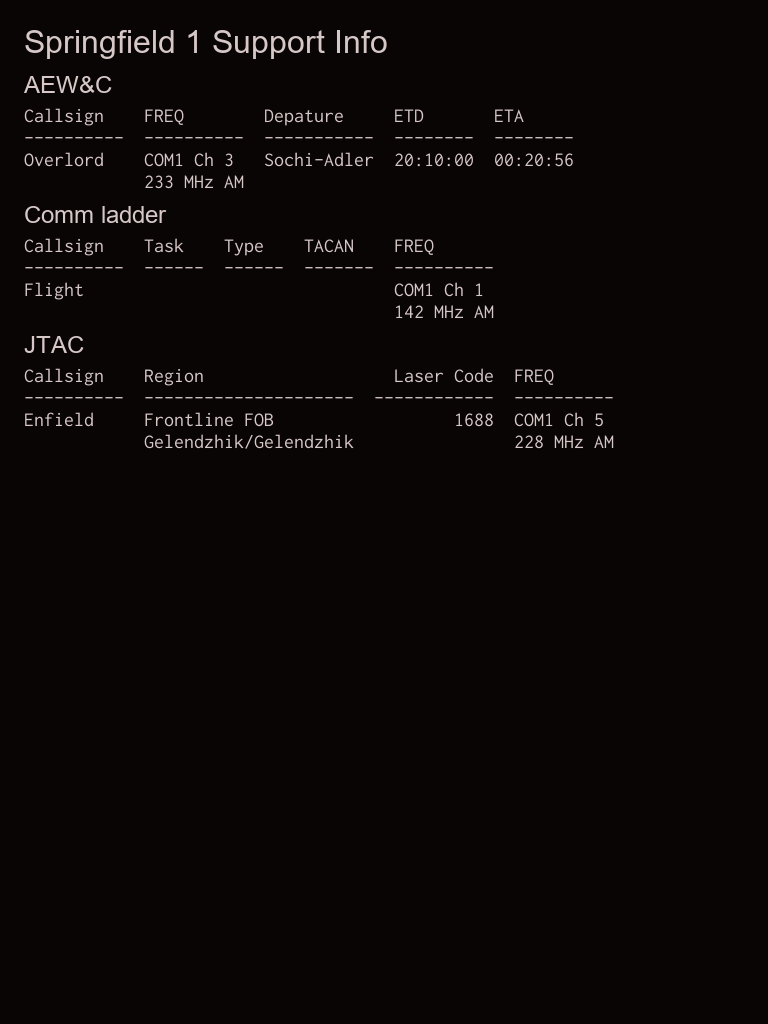 Springfield 1 Support Info
AEW&C
Callsign    FREQ        Depature     ETD       ETA
----------  ----------  -----------  --------  --------
Overlord    COM1 Ch 3   Sochi-Adler  20:10:00  00:20:56
            233 MHz AM
Comm ladder
Callsign    Task    Type    TACAN    FREQ
----------  ------  ------  -------  ----------
Flight                               COM1 Ch 1
                                     142 MHz AM
JTAC
Callsign    Region                   Laser Code  FREQ
----------  ---------------------  ------------  ----------
Enfield     Frontline FOB                  1688  COM1 Ch 5
            Gelendzhik/Gelendzhik                228 MHz AM